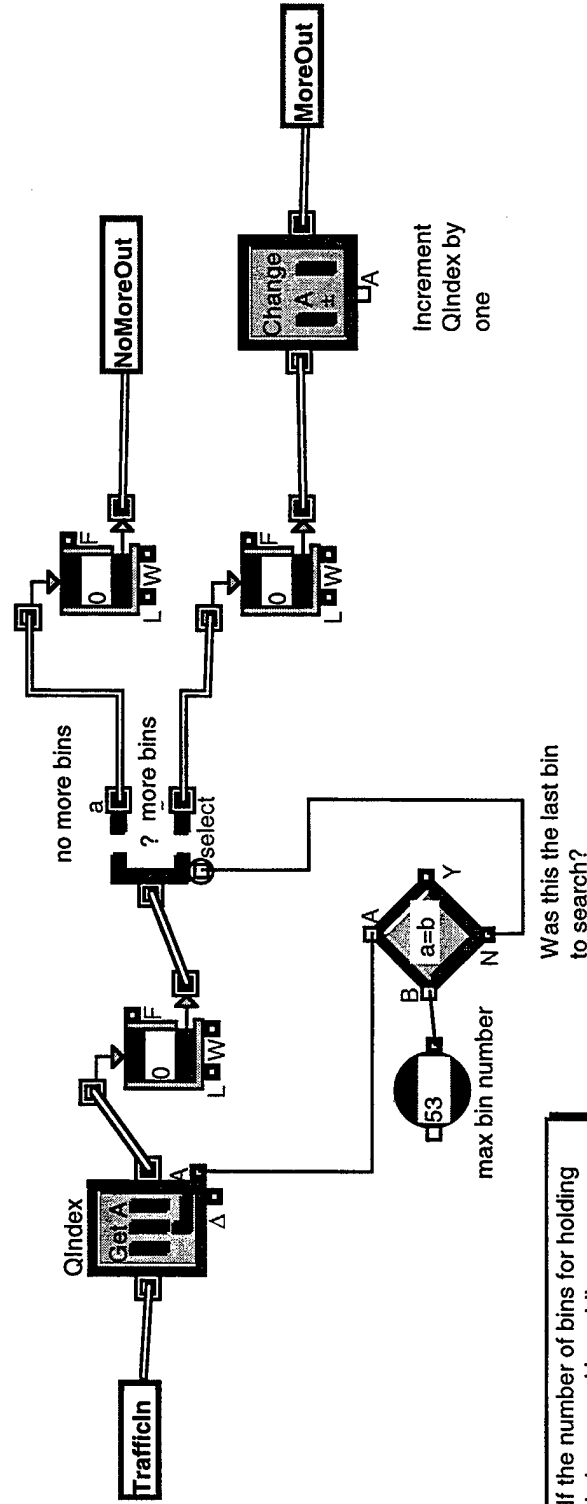 TrafficIn
QIndex
Get A
A
Δ
0
F
L
W
no more bins
a
?
more bins
select
0
F
L
W
NoMoreOut
0
F
L
W
Change
A
±
A
MoreOut
Increment
QIndex by
one
A
B
a=b
Y
N
53
max bin number
Was this the last bin
to search?
If the number of bins for holding